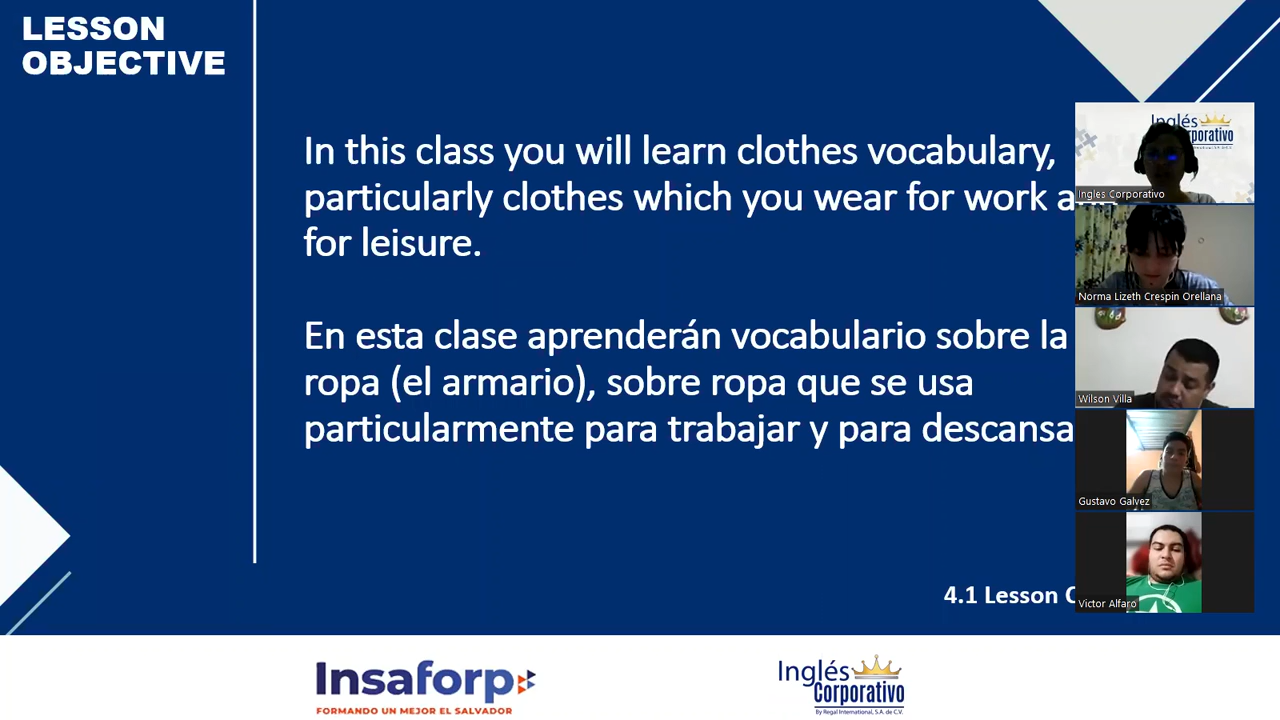 LESSON
OBJECTIVE
In this class you will learn clothes vocabulary,
particularly clothes which you wear for work
for leisure.
En esta clase aprenderán vocabulario sobre la
ropa (el armario), sobre ropa que se usa
particularmente para trabajar y para descansa
4.1 Lesson
Inglés
Corporativo
Ingles Corporativo
Norma Lizeth Crespin Orellana
Wilson Villa
Gustavo Galvez
Victor Alfaro
Insaforp
FORMANDO UN MEJOR EL SALVADOR
Inglés
Corporativo
By Regal International, S.A. de C.V.